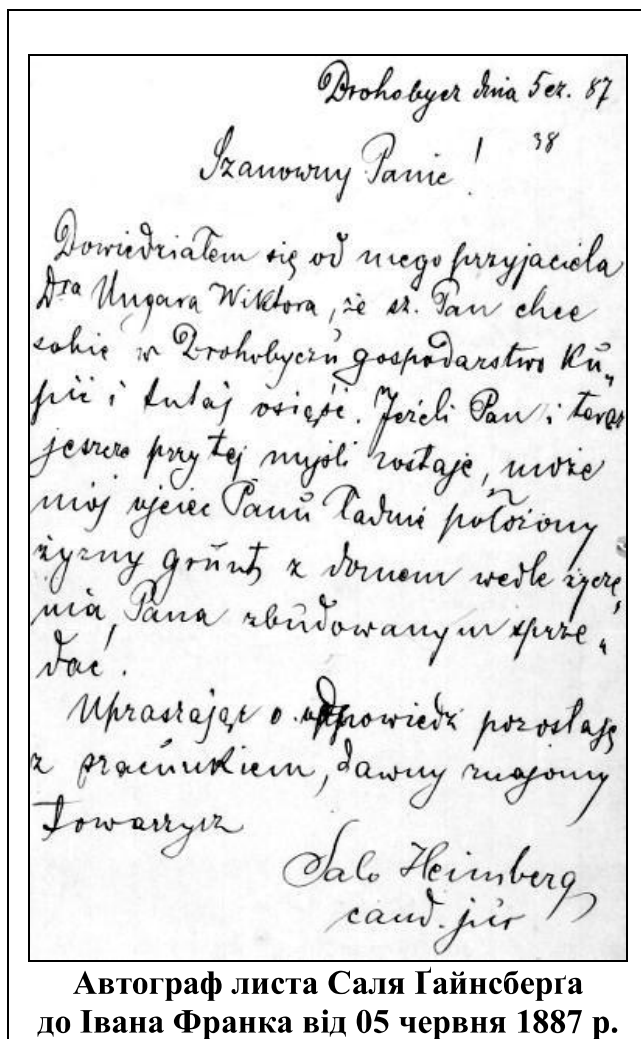 Drohobycz dnia 5 cz. 87
38
Szanowny Panie!
Dowiedziałem się od mego przyjaciela
Dra Ungara Wiktora, że sz. Pan chce
sobie w Drohobyczu gospodarstwo ku„
pić i tutaj osiąść. Jeżeli Pan i teraz
jeszcze przy tej myśli zostaje, może
mój ojciec Panu ładnie położony
żyzny grunt z domem wedle życze„
nia Pana zbudowanym sprze„
dać.
Upraszając o odpowiedź pozostaję
z szacunkiem, dawny znajomy
towarzysz
Salo Heimberg
cand. jur
Автограф листа Саля Ґайнсберґа
до Івана Франка від 05 червня 1887 р.